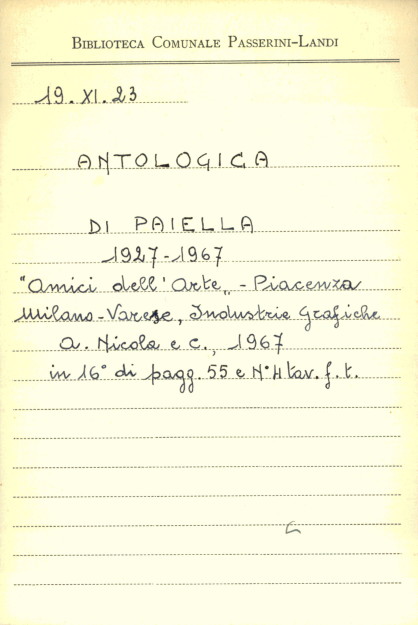 BIBLIOTECA COMUNALE PASSERINI-LANDI
19. XI. 23
ANTOLOGICA
DI PAIELLA
1927-1967
"Amici dell'Arte„ - Piacenza
Milano-Varese, Industrie Grafiche
A. Nicola e C., 1967
in 16° di pagg. 55 e N° 4 tav. f. t.